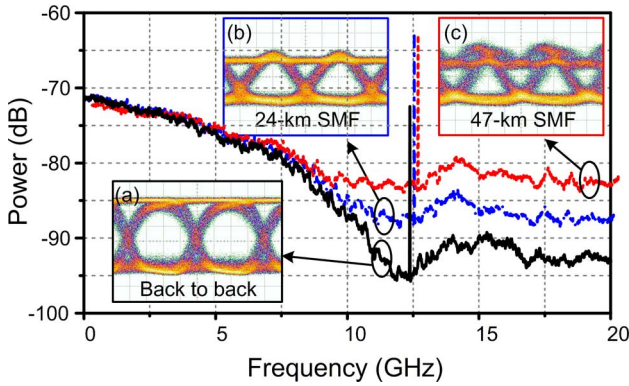 -60
-70
-80
-90
-100
Power (dB)
(b)
24-km SMF
(c)
47-km SMF
(a)
Back to back
0
5
10
15
20
Frequency (GHz)